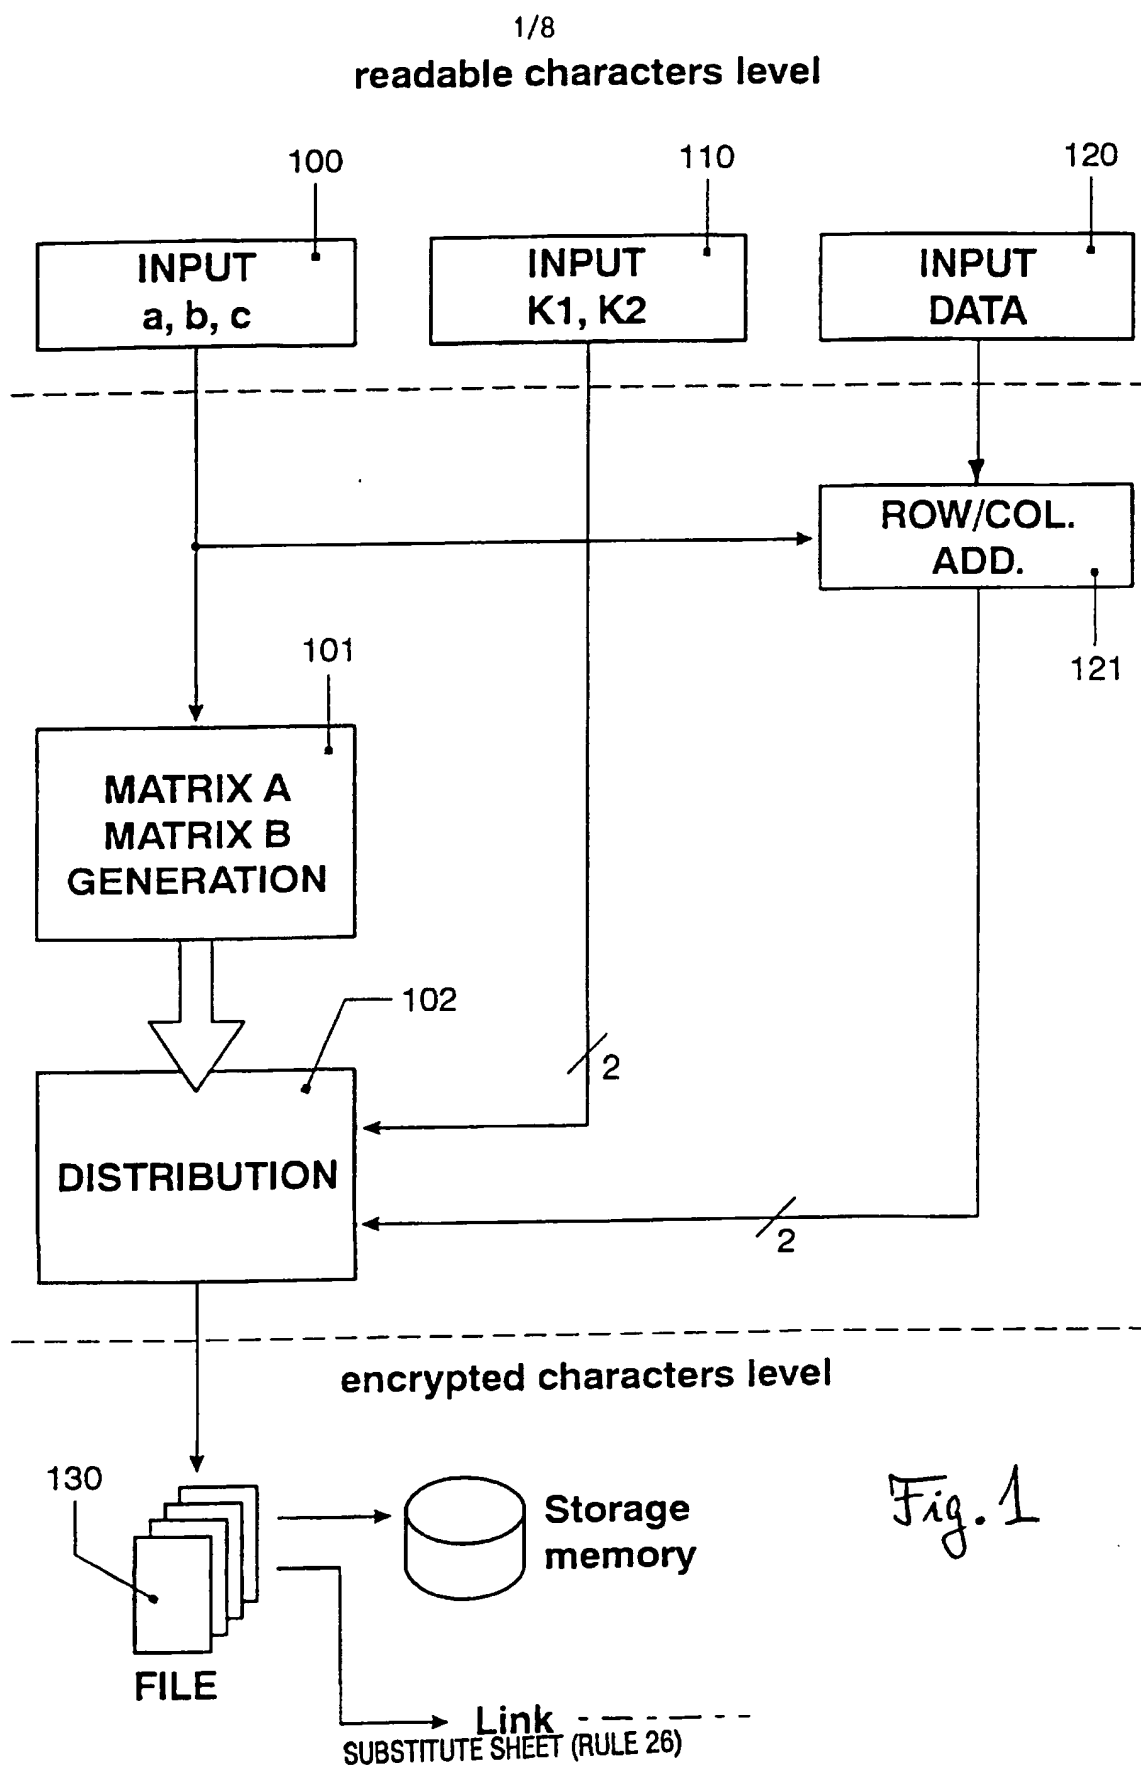 1/8
readable characters level
100
110
120
INPUT
a, b, c
INPUT
K1, K2
INPUT
DATA
ROW/COL.
ADD.
121
101
MATRIX A
MATRIX B
GENERATION
102
2
DISTRIBUTION
2
encrypted characters level
130
Storage
memory
Fig. 1
FILE
Link
SUBSTITUTE SHEET (RULE 26)